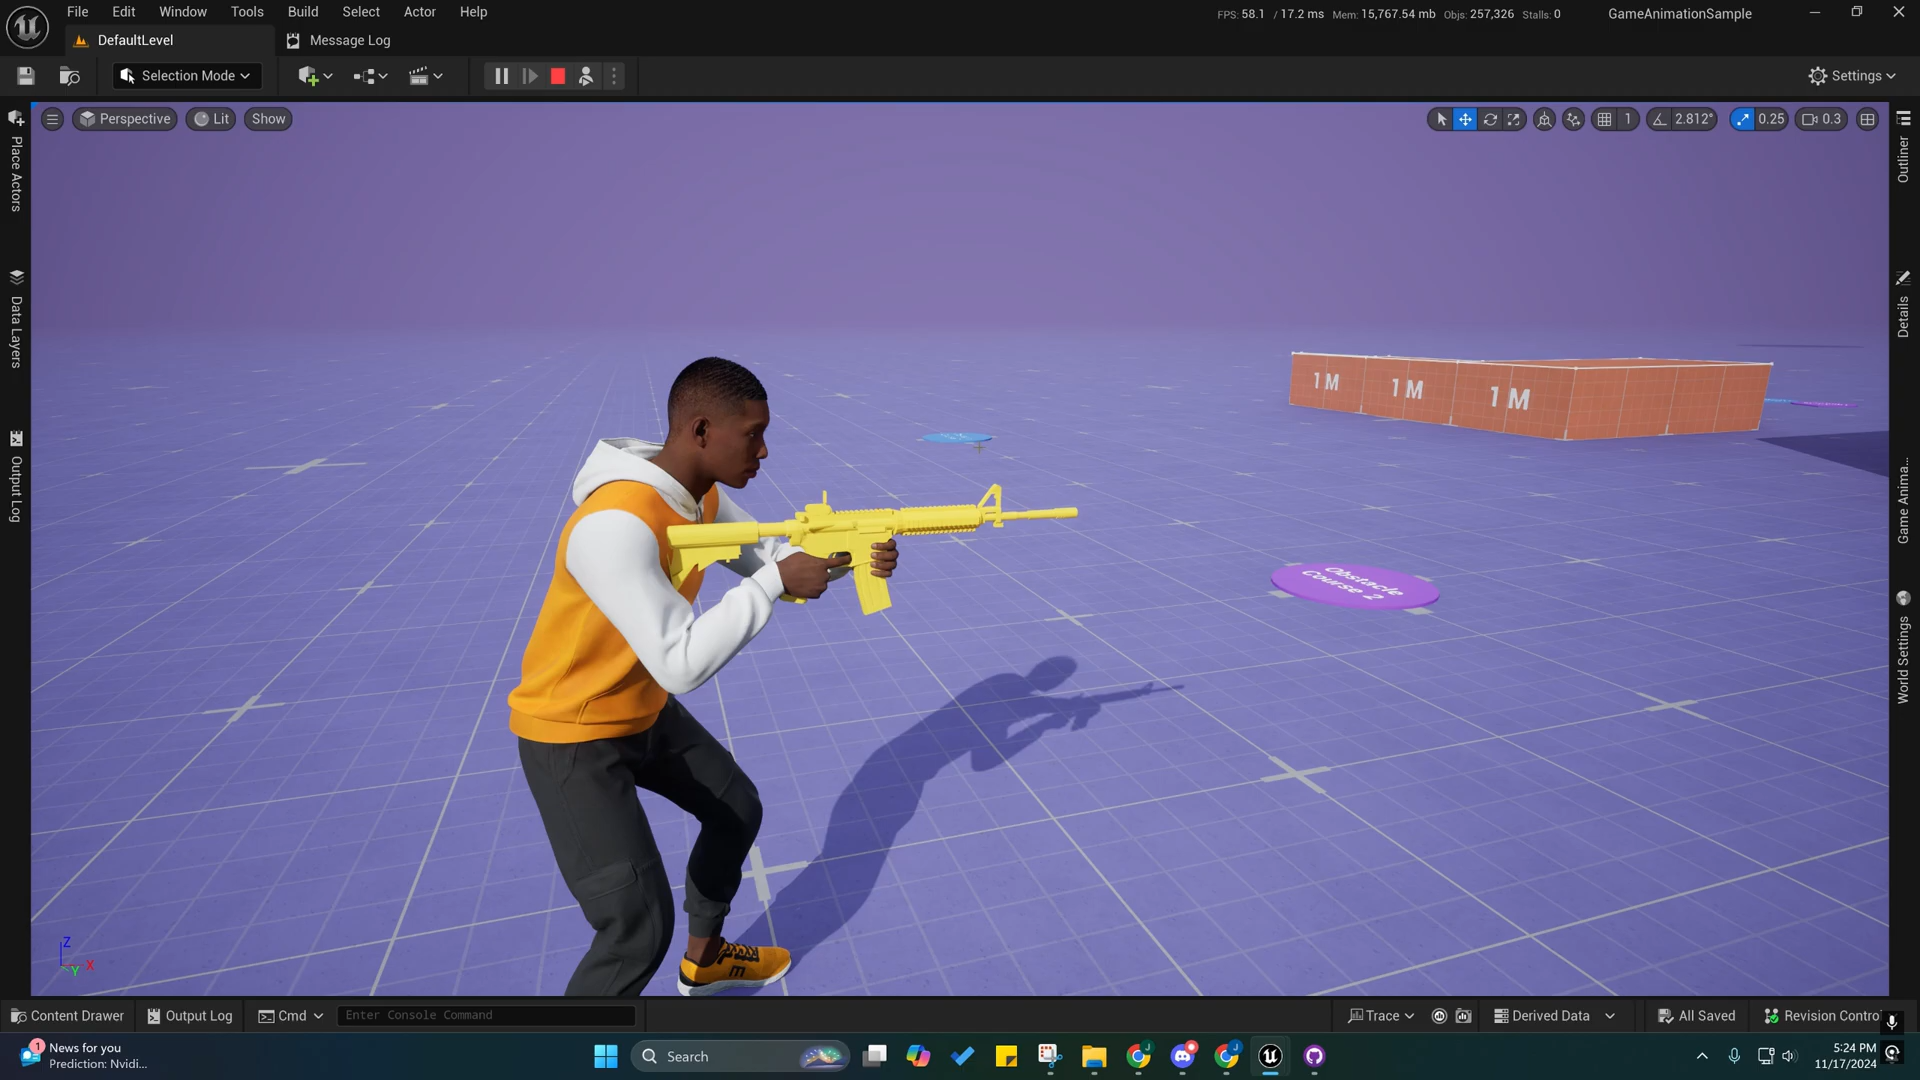 File Edit Window Tools Build Select Actor Help
FPS: 58.1 / 17.2 ms Mem: 15,767.54 mb Objs: 257,326 Stalls: 0
GameAnimationSample
DefaultLevel
Message Log
Selection Mode
Settings
Perspective
Lit
Show
1
2.812°
0.25
0.3
Place Actors
Data Layers
Output Log
Outliner
Details
Game Anima...
World Settings
1 M
1 M
1 M
Obstacle
Course 2
Z
X
Y
Content Drawer
Output Log
Cmd
Enter Console Command
Trace
Derived Data
All Saved
Revision Contro
1
News for you
Prediction: Nvidi...
Search
J
J
5:24 PM
11/17/2024